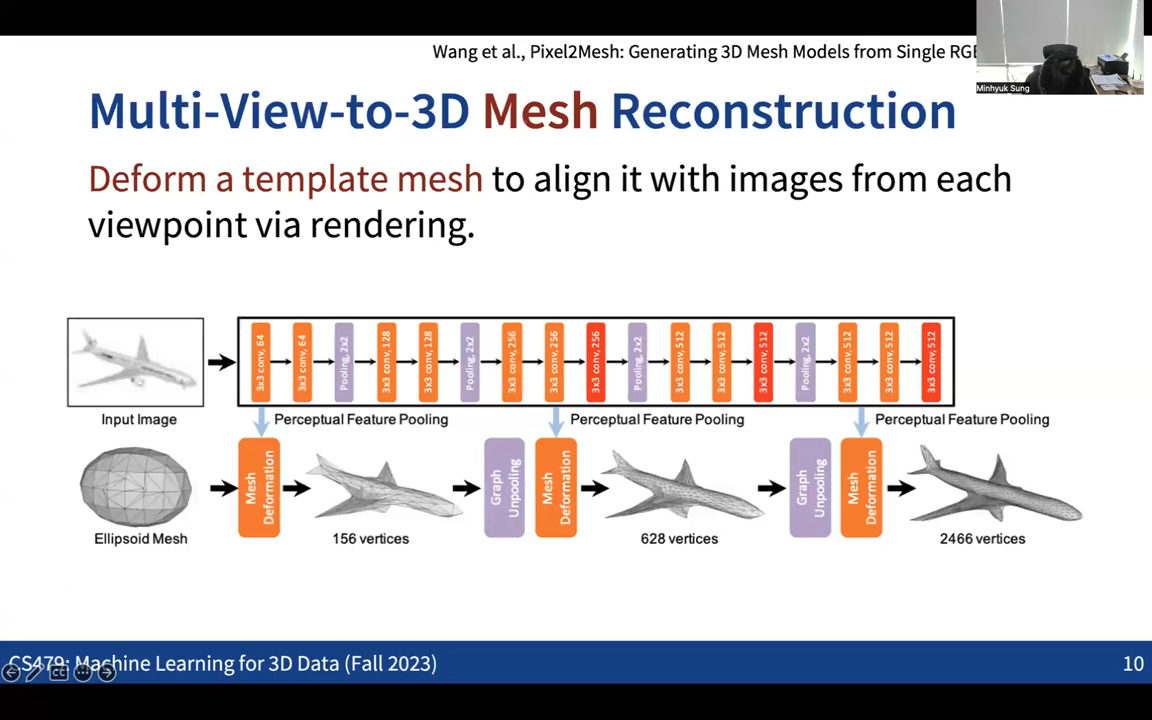 Wang et al., Pixel2Mesh: Generating 3D Mesh Models from Single RGB
Minhyuk Sung
Multi-View-to-3D Mesh Reconstruction
Deform a template mesh to align it with images from each
viewpoint via rendering.
3x3 conv, 64
3x3 conv, 64
Pooling, 2x2
3x3 conv, 128
3x3 conv, 128
Pooling, 2x2
3x3 conv, 256
3x3 conv, 256
3x3 conv, 256
Pooling, 2x2
3x3 conv, 512
3x3 conv, 512
3x3 conv, 512
Pooling, 2x2
3x3 conv, 512
3x3 conv, 512
3x3 conv, 512
Input Image
Perceptual Feature Pooling
Perceptual Feature Pooling
Perceptual Feature Pooling
Mesh
Deformation
Graph
Unpooling
Mesh
Deformation
Graph
Unpooling
Mesh
Deformation
Ellipsoid Mesh
156 vertices
628 vertices
2466 vertices
CS479: Machine Learning for 3D Data (Fall 2023)
10